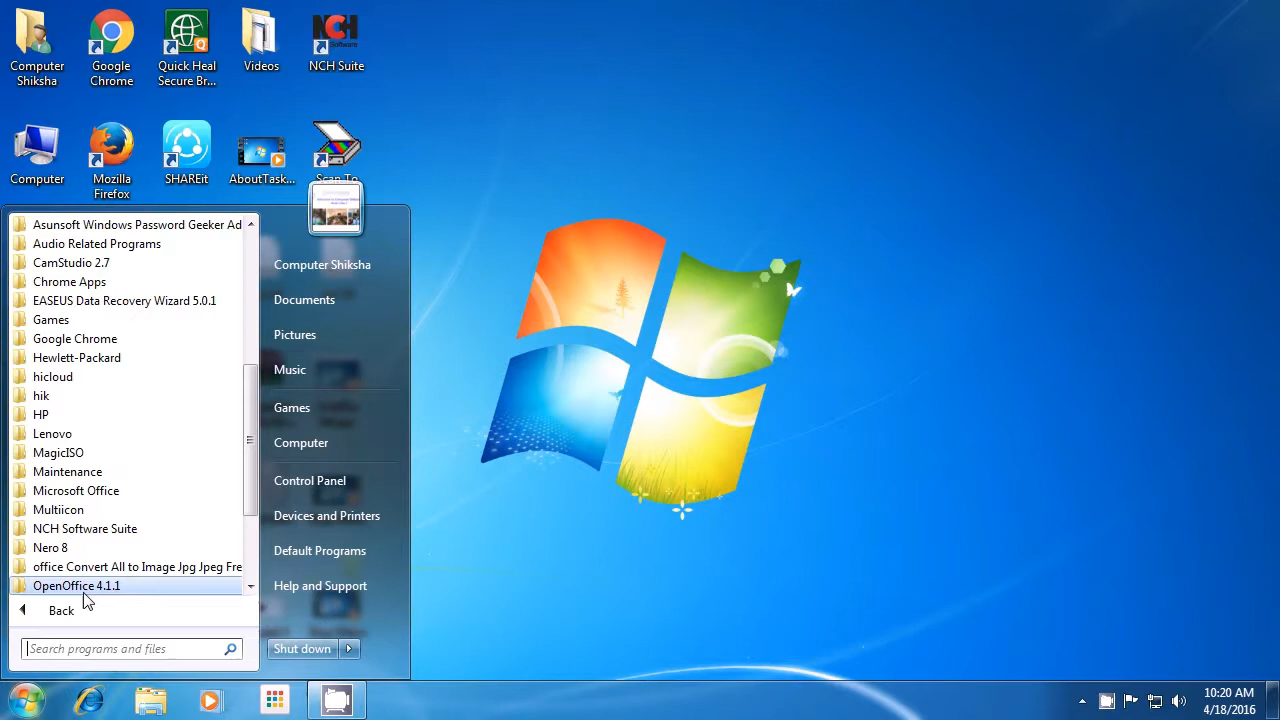 Computer
Shiksha
Google
Chrome
Quick Heal
Secure Br...
Videos
NCH
Software
NCH Suite
Computer
Mozilla
Firefox
SHAREit
AboutTask...
Scan To
Asunsoft Windows Password Geeker Ad
Audio Related Programs
CamStudio 2.7
Chrome Apps
EASEUS Data Recovery Wizard 5.0.1
Games
Google Chrome
Hewlett-Packard
hicloud
hik
HP
Lenovo
MagicISO
Maintenance
Microsoft Office
Multiicon
NCH Software Suite
Nero 8
office Convert All to Image Jpg Jpeg Fre
OpenOffice 4.1.1
Back
Search programs and files
Computer Shiksha
Documents
Pictures
Music
Games
Computer
Control Panel
Devices and Printers
Default Programs
Help and Support
Shut down
10:20 AM
4/18/2016